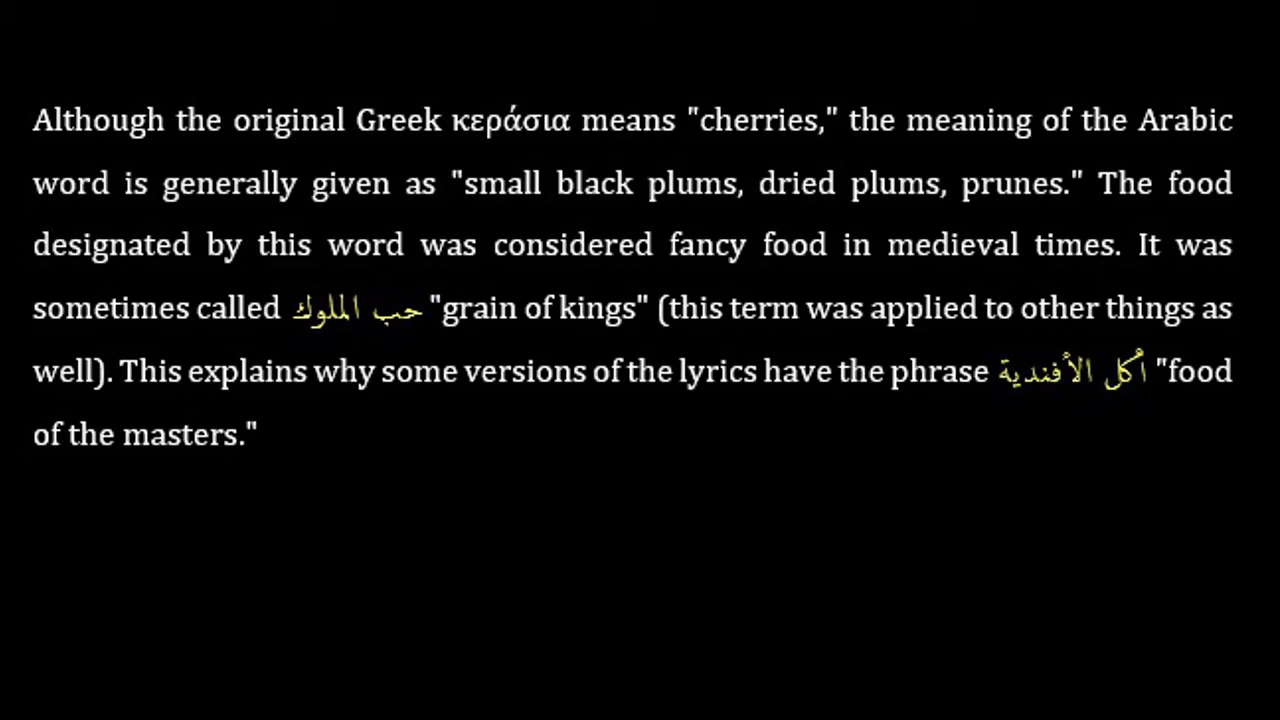 Although the original Greek κεράσια means "cherries," the meaning of the Arabic
word is generally given as "small black plums, dried plums, prunes." The food
designated by this word was considered fancy food in medieval times. It was
sometimes called حب الملوك "grain of kings" (this term was applied to other things as
well). This explains why some versions of the lyrics have the phrase أُكل الأفندية "food
of the masters."